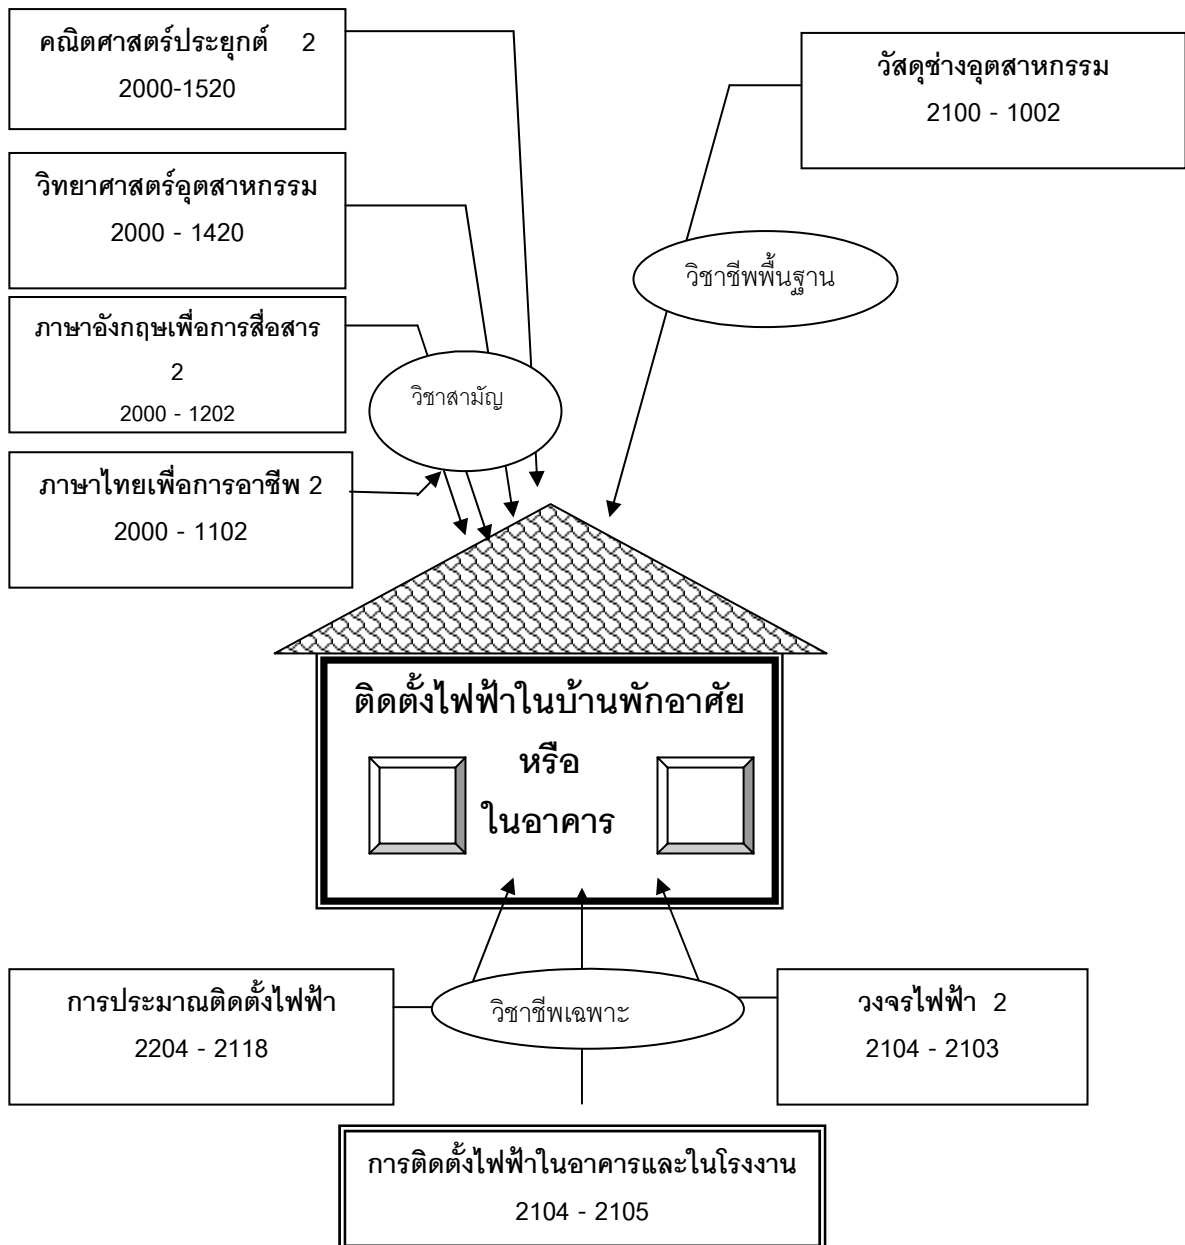 คณิตศาสตร์ประยุกต์ 2
2000-1520
วัสดุช่างอุตสาหกรรม
2100 - 1002
วิทยาศาสตร์อุตสาหกรรม
2000 - 1420
วิชาชีพพื้นฐาน
ภาษาอังกฤษเพื่อการสื่อสาร
2
2000 - 1202
วิชาสามัญ
ภาษาไทยเพื่อการอาชีพ 2
2000 - 1102
ติดตั้งไฟฟ้าในบ้านพักอาศัย
หรือ
ในอาคาร
การประมาณติดตั้งไฟฟ้า
2204 - 2118
วิชาชีพเฉพาะ
วงจรไฟฟ้า 2
2104 - 2103
การติดตั้งไฟฟ้าในอาคารและในโรงงาน
2104 - 2105